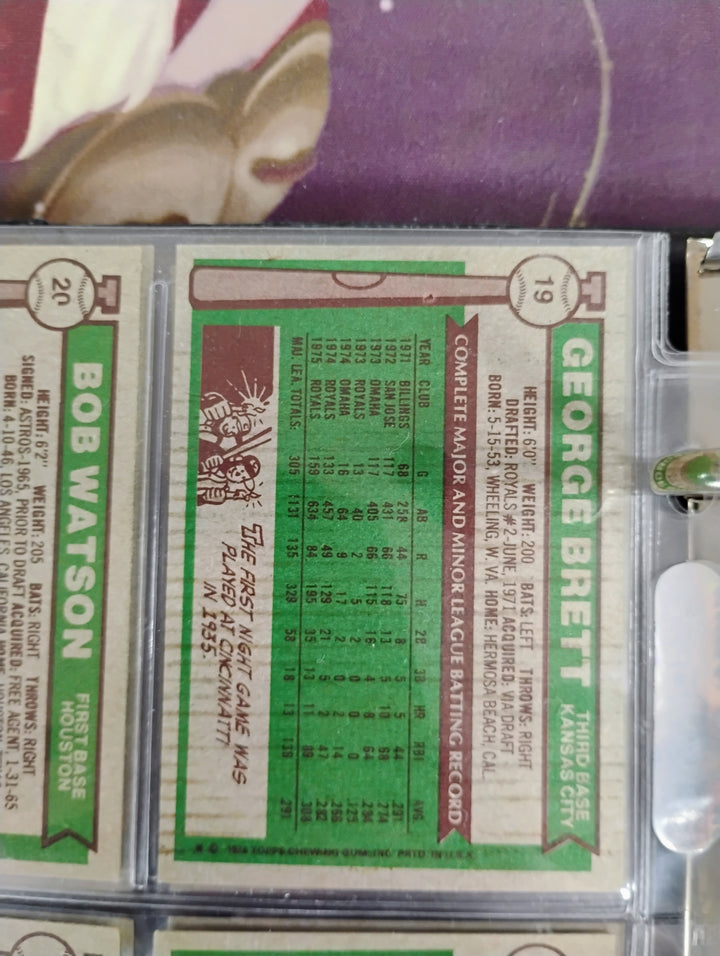 19
GEORGE BRETT
THIRD BASE
KANSAS CITY
HEIGHT: 6'0" WEIGHT: 200 BATS: LEFT THROWS: RIGHT
DRAFTED: ROYALS #2-JUNE, 1971 ACQUIRED: VIA DRAFT
BORN: 5-15-53, WHEELING, W. VA. HOME: HERMOSA BEACH, CAL.
COMPLETE MAJOR AND MINOR LEAGUE BATTING RECORD
YEAR CLUB G AB R H 2B 3B HR RBI AVG.
1971 BILLINGS 68 258 44 75 8 5 5 44 291
1972 SAN JOSE 117 431 66 118 13 5 10 68 274
1973 OMAHA 117 405 66 115 16 4 8 64 284
1973 ROYALS 13 40 2 5 2 0 0 0 125
1974 OMAHA 16 64 9 17 2 0 2 14 266
1974 ROYALS 133 457 49 129 21 5 2 47 282
1975 ROYALS 159 634 84 195 35 13 11 89 308
MAJ. LEA. TOTALS: 305 1131 135 329 58 18 13 136 291
THE FIRST NIGHT GAME WAS
PLAYED AT CINCINNATTI
IN 1935.
TOPPS CHEWING GUM, INC. PRTD. IN U.S.A.
20
BOB WATSON
FIRST BASE
HOUSTON
HEIGHT: 6'2" WEIGHT: 205 BATS: RIGHT THROWS: RIGHT
SIGNED: ASTROS-1965, PRIOR TO DRAFT ACQUIRED: FREE AGENT, 1-31-65
BORN: 4-10-46, LOS ANGELES, CALIFORNIA